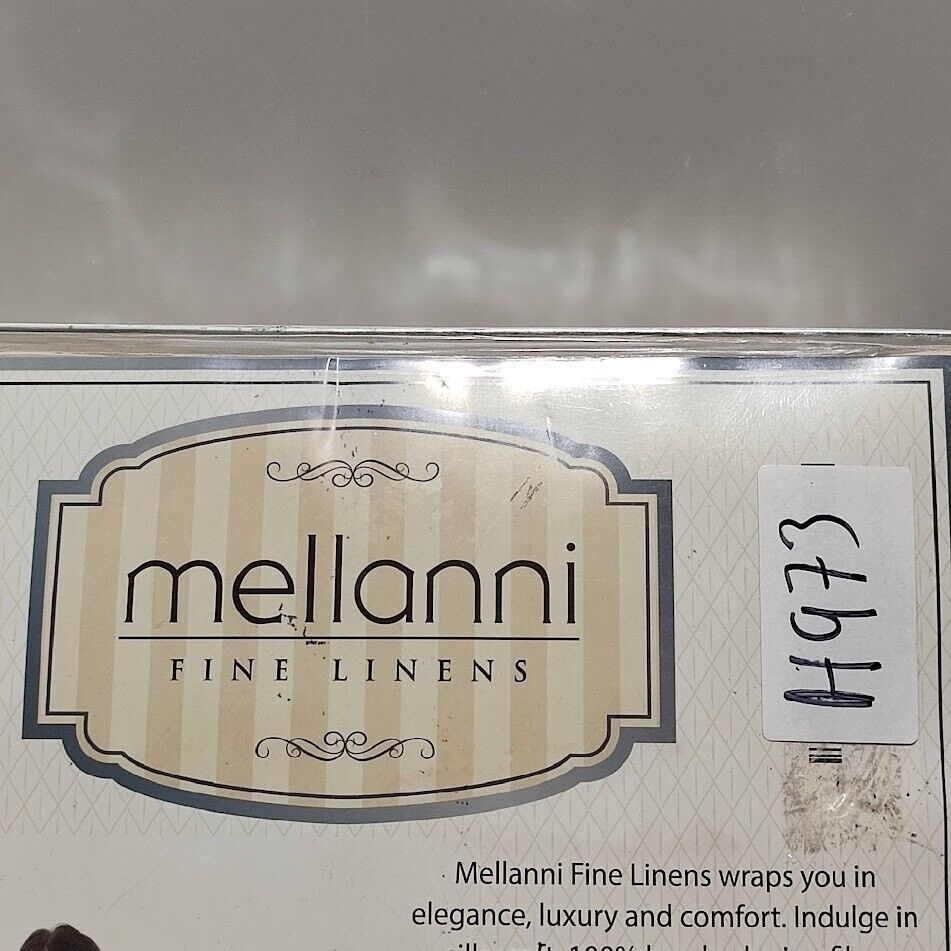 mellanni
FINE LINENS
H973
Mellanni Fine Linens wraps you in
elegance, luxury and comfort. Indulge in